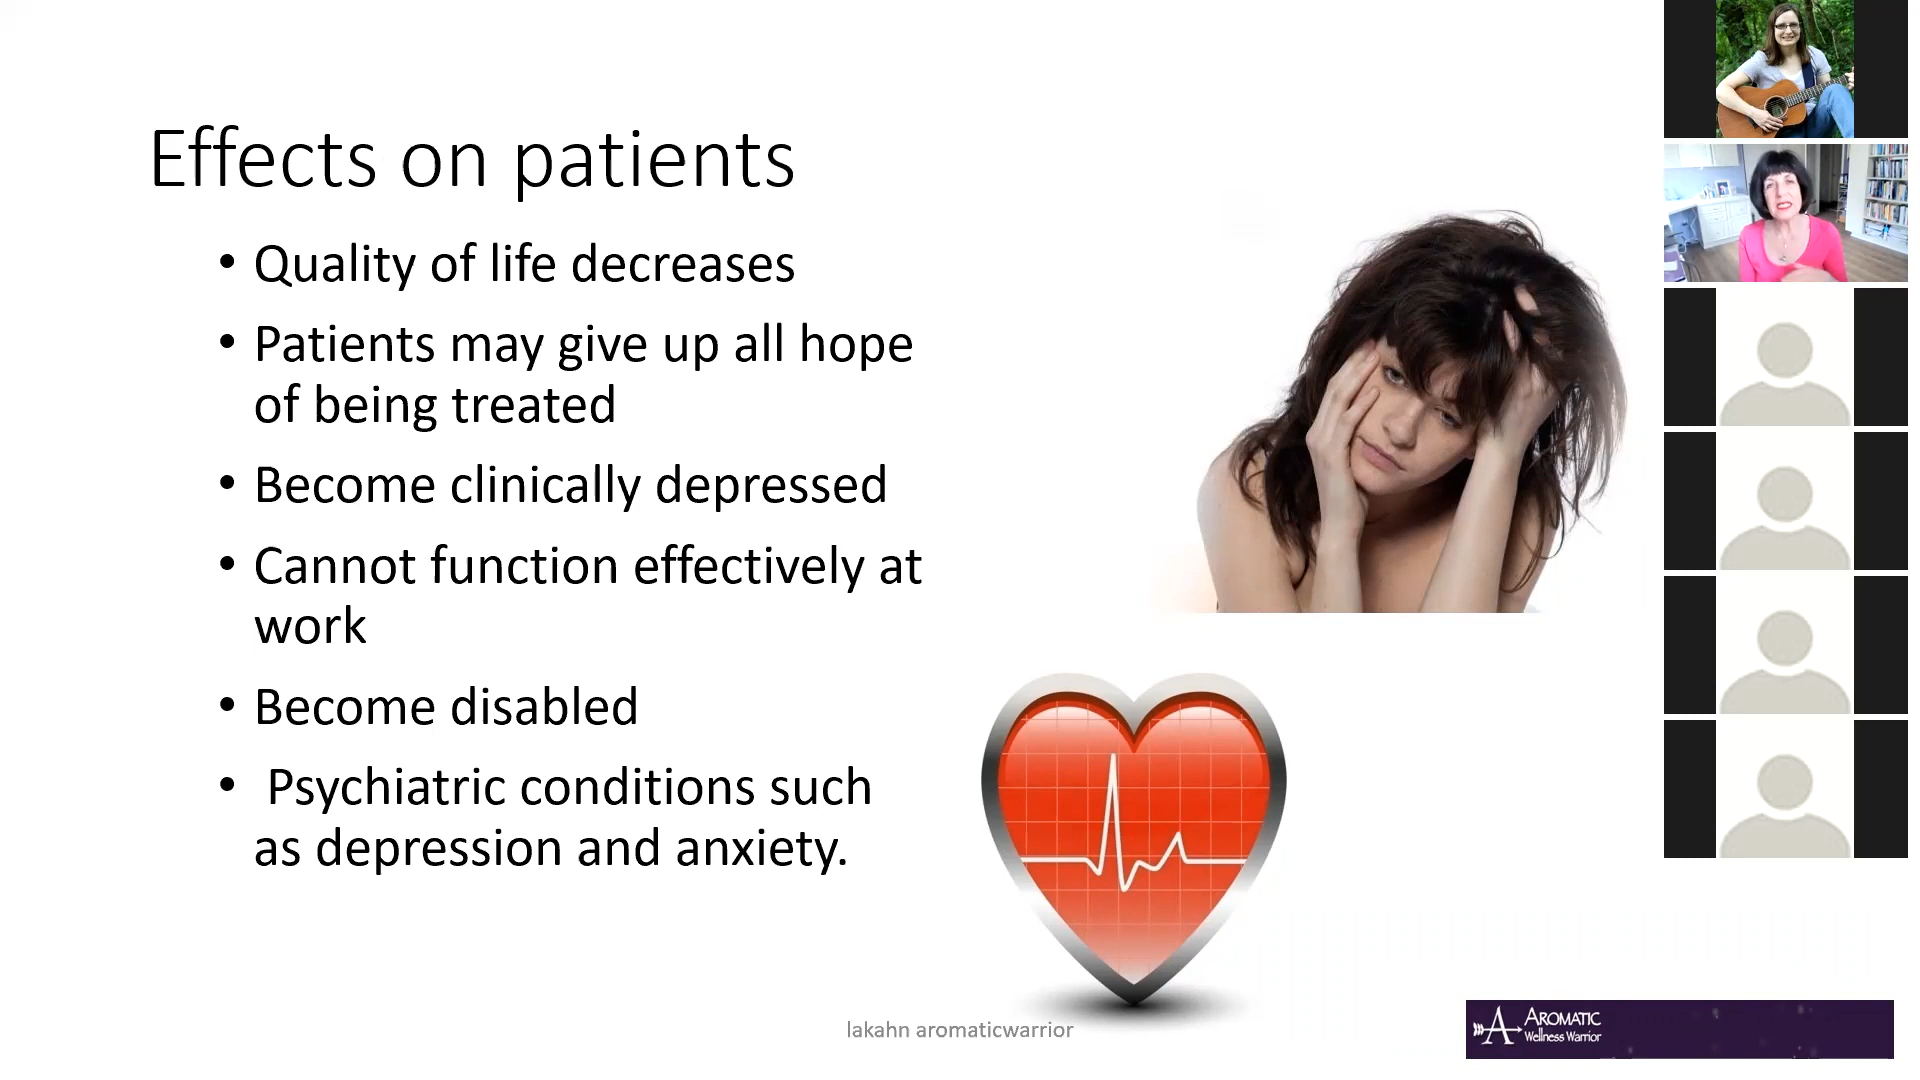 Effects on patients
• Quality of life decreases
• Patients may give up all hope
of being treated
• Become clinically depressed
• Cannot function effectively at
work
• Become disabled
• Psychiatric conditions such
as depression and anxiety.
lakahn aromaticwarrior
AROMATIC
Wellness Warrior